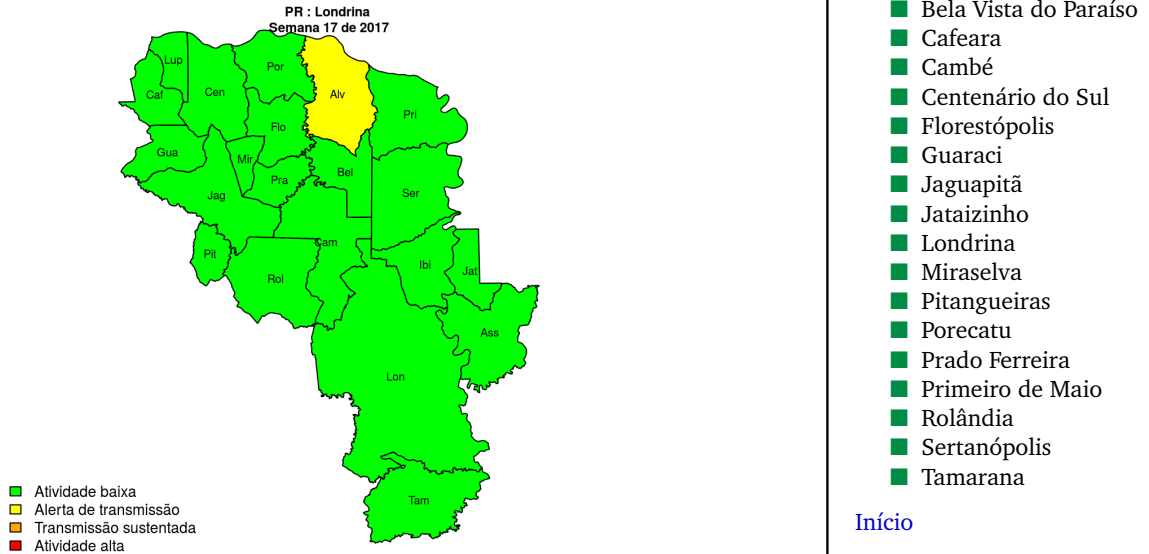 PR : Londrina
Semana 17 de 2017
Lup
Por
Caf
Cen
Alv
Pri
Flo
Gua
Mir
Bel
Pra
Jag
Ser
Cam
Pit
Ibi
Jat
Rol
Ass
Lon
Tam
Atividade baixa
Alerta de transmissão
Transmissão sustentada
Atividade alta
Bela Vista do Paraíso
Cafeara
Cambé
Centenário do Sul
Florestópolis
Guaraci
Jaguapitã
Jataizinho
Londrina
Miraselva
Pitangueiras
Porecatu
Prado Ferreira
Primeiro de Maio
Rolândia
Sertanópolis
Tamarana
Início